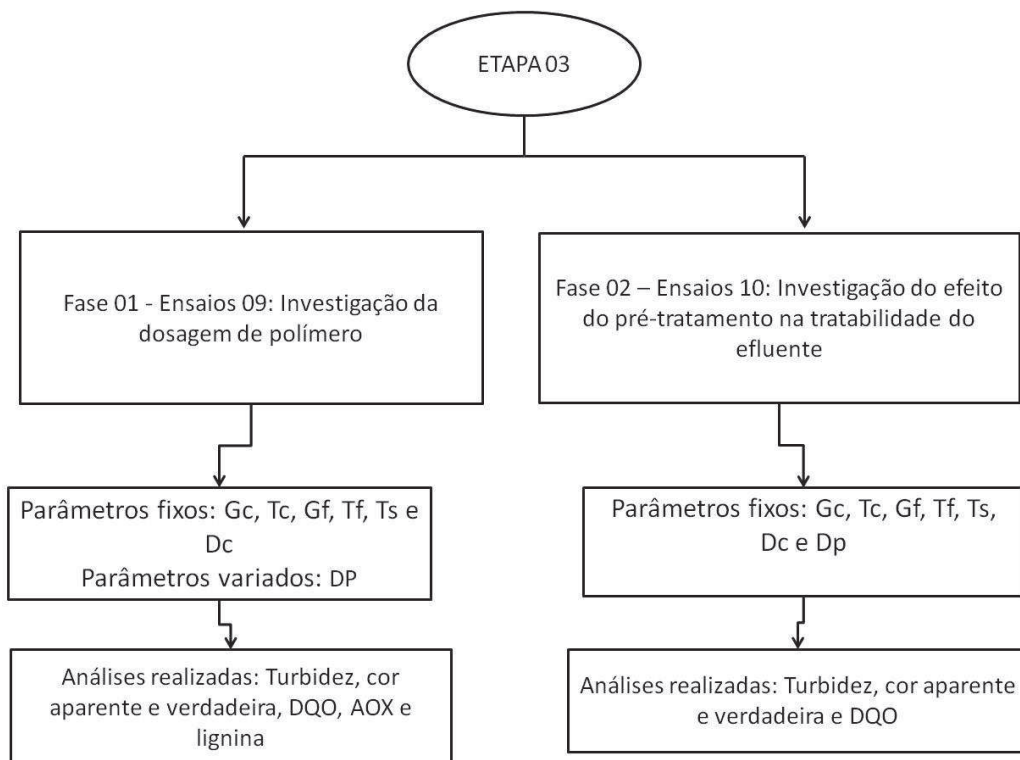 ETAPA 03
Fase 01 - Ensaios 09: Investigação da
dosagem de polímero
Fase 02 – Ensaios 10: Investigação do efeito
do pré-tratamento na tratabilidade do
efluente
Parâmetros fixos: Gc, Tc, Gf, Tf, Ts e
Dc
Parâmetros variados: DP
Parâmetros fixos: Gc, Tc, Gf, Tf, Ts,
Dc e Dp
Análises realizadas: Turbidez, cor
aparente e verdadeira, DQO, AOX e
lignina
Análises realizadas: Turbidez, cor aparente
e verdadeira e DQO